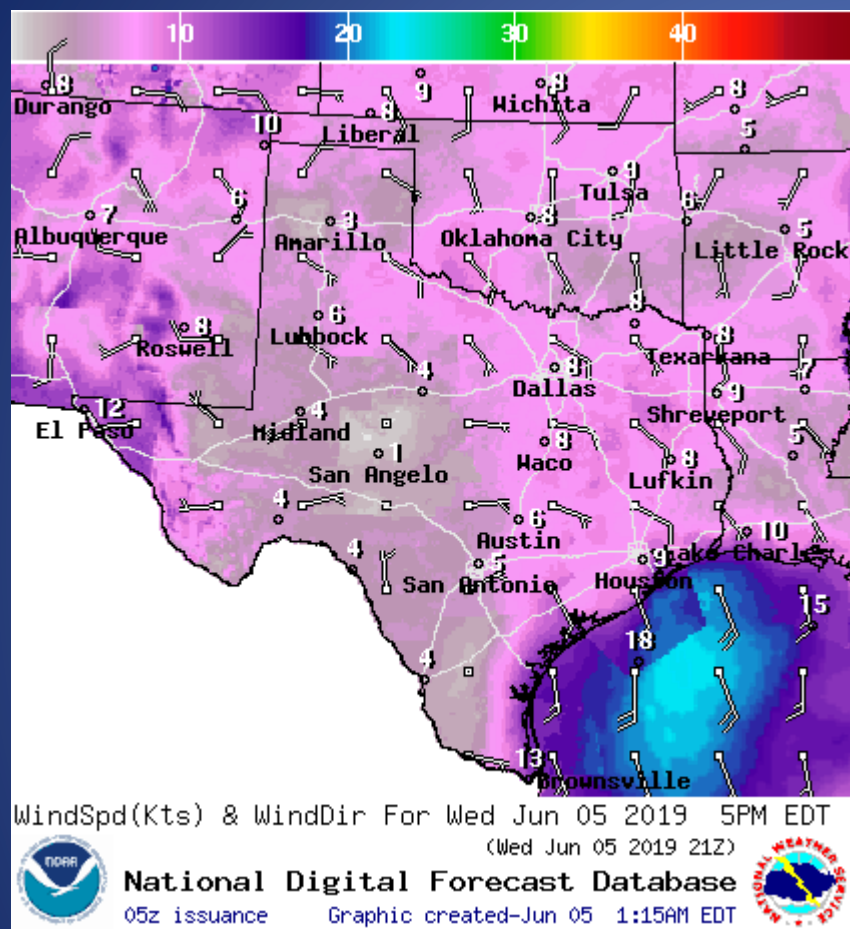 10 20 30 40
8 9 8 8
Durango Wichita
8
Liberal
10 5
9
Tulsa
7 6 3 8 6 5
Albuquerque Amarillo Oklahoma City Little Rock
6 8
8 Lubbock 8
Roswell Texarkana
8
4 Dallas 9 7
12 4 Shreveport
El Paso Midland 8 5
1 Waco 8
San Angelo Lufkin
4 6 10
Austin Lake Charles
4 5 9
San Antonio Houston
15
18
4
13
Brownsville
WindSpd(Kts) & WindDir For Wed Jun 05 2019 5PM EDT
(Wed Jun 05 2019 21Z)
NOAA
National Digital Forecast Database
05z issuance Graphic created-Jun 05 1:15AM EDT
NATIONAL WEATHER SERVICE